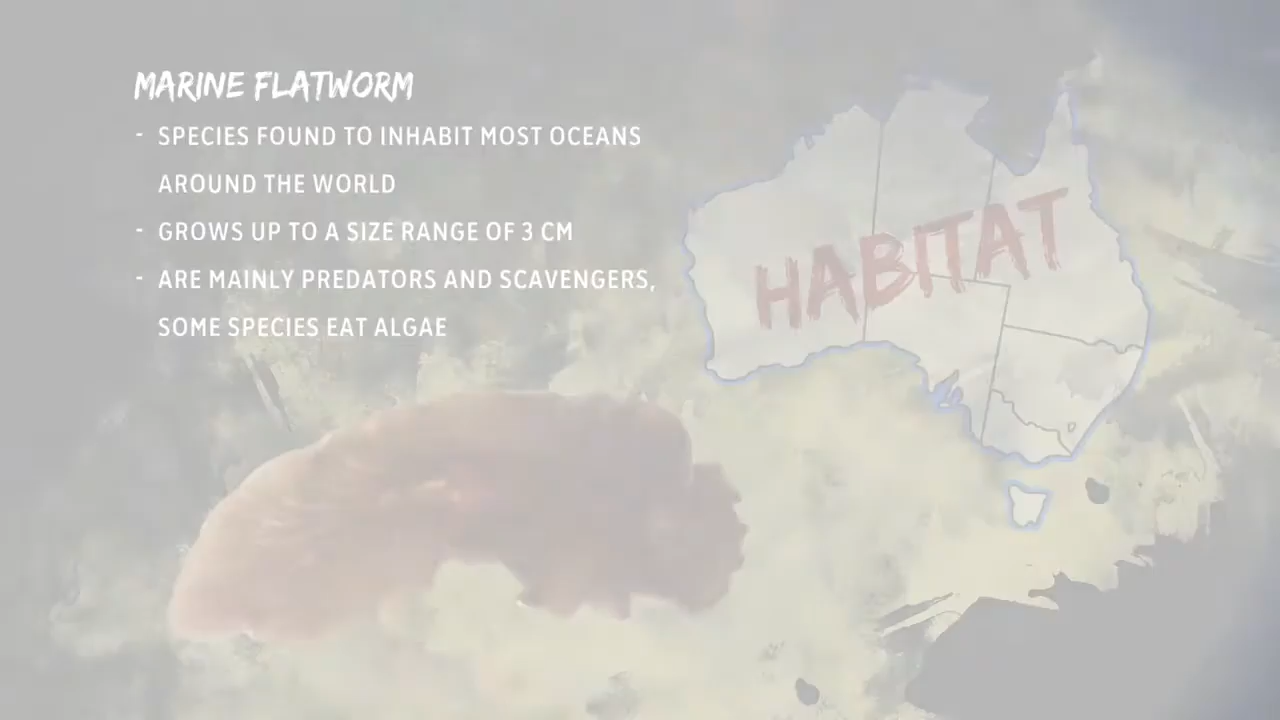 MARINE FLATWORM
- SPECIES FOUND TO INHABIT MOST OCEANS
AROUND THE WORLD
- GROWS UP TO A SIZE RANGE OF 3 CM
- ARE MAINLY PREDATORS AND SCAVENGERS,
SOME SPECIES EAT ALGAE
HABITAT